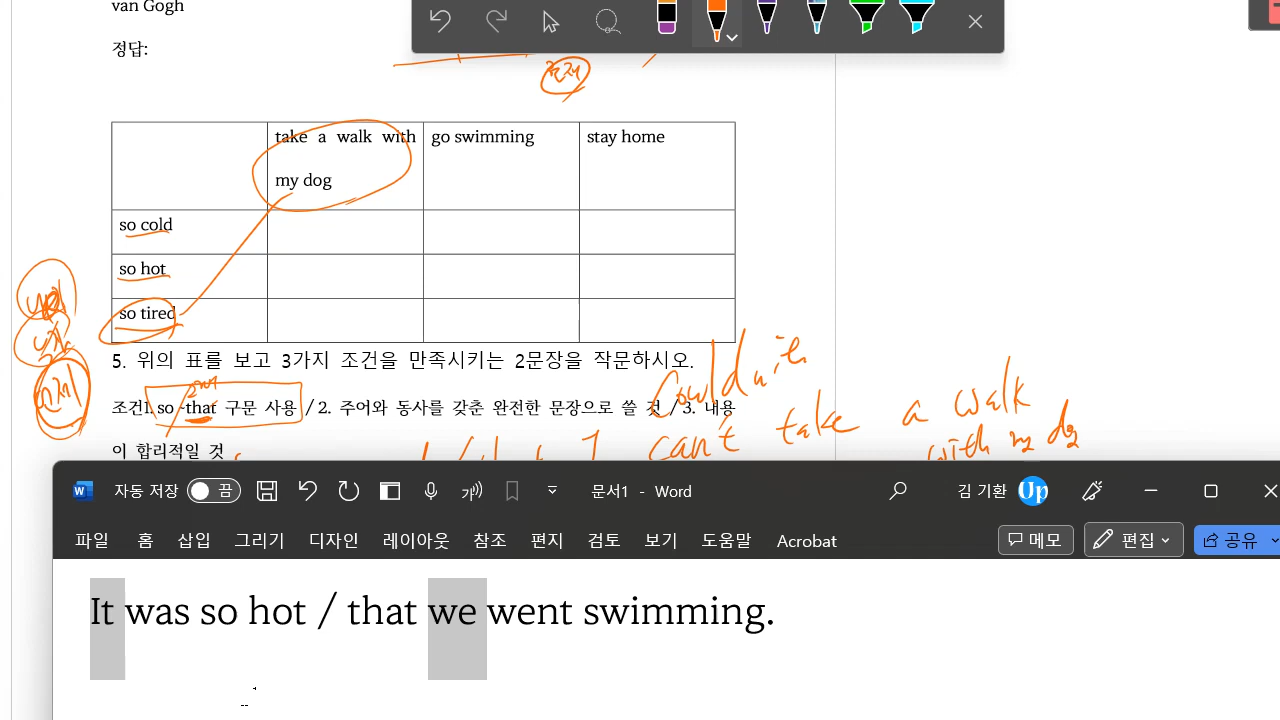 van Gogh
정답:
take a walk with go swimming stay home
my dog
so cold
so hot
so tired
5. 위의 표를 보고 3가지 조건을 만족시키는 2문장을 작문하시오.
조건1. so -that 구문 사용 /2. 주어와 동사를 갖춘 완전한 문장으로 쓸 것 /3. 내용
이 합리적일 것
can't take a walk
with my dog
자동 저장 끔 가 문서1 - Word 김 기환 Up
파일 홈 삽입 그리기 디자인 레이아웃 참조 편지 검토 보기 도움말 Acrobat 메모 편집 공유
It was so hot / that we went swimming.